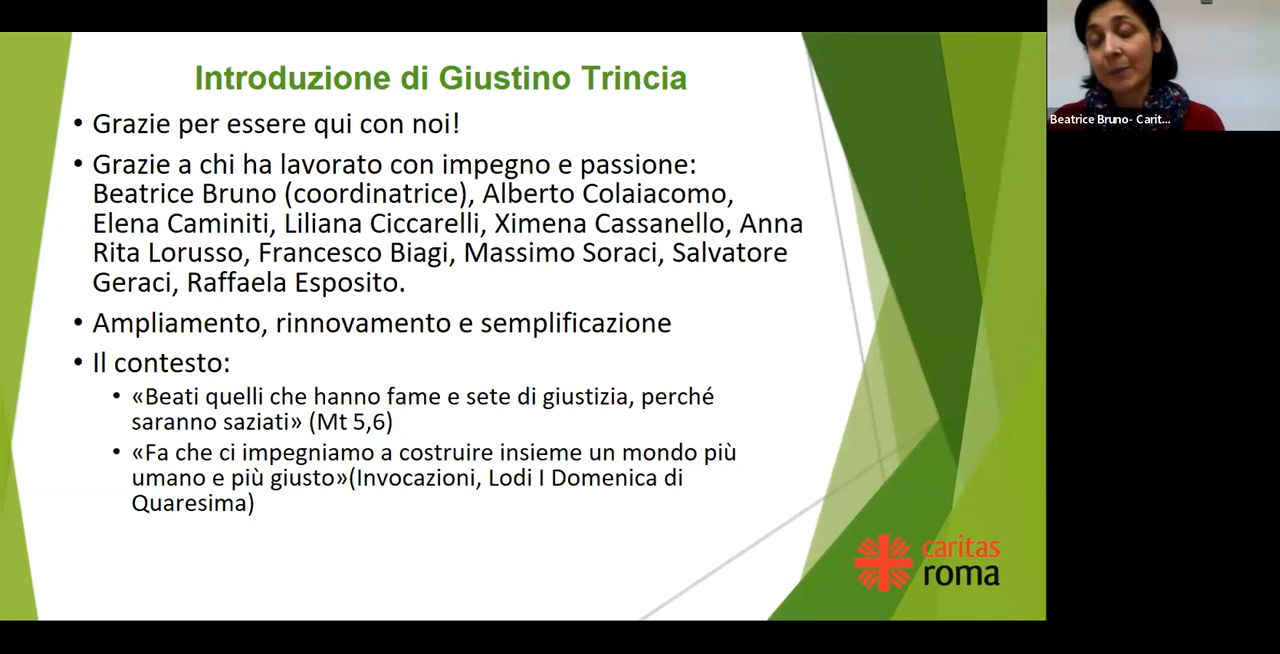 Introduzione di Giustino Trincia
• Grazie per essere qui con noi!
• Grazie a chi ha lavorato con impegno e passione:
Beatrice Bruno (coordinatrice), Alberto Colaiacomo,
Elena Caminiti, Liliana Ciccarelli, Ximena Cassanello, Anna
Rita Lorusso, Francesco Biagi, Massimo Soraci, Salvatore
Geraci, Raffaela Esposito.
• Ampliamento, rinnovamento e semplificazione
• Il contesto:
• «Beati quelli che hanno fame e sete di giustizia, perché
saranno saziati» (Mt 5,6)
• «Fa che ci impegniamo a costruire insieme un mondo più
umano e più giusto»(Invocazioni, Lodi I Domenica di
Quaresima)
caritas
roma
Beatrice Bruno- Carit...